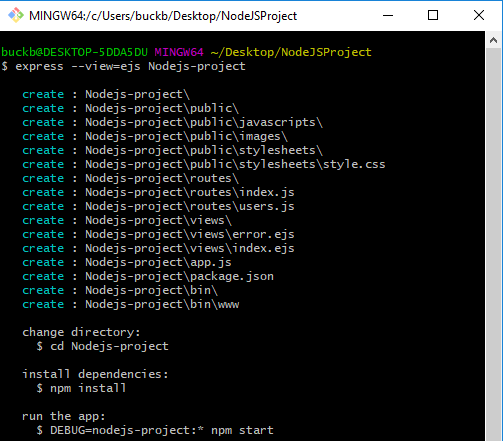 MINGW64:/c/Users/buckb/Desktop/NodeJSProject
buckb@DESKTOP-5DDA5DU MINGW64 ~/Desktop/NodeJSProject
$ express --view=ejs Nodejs-project
create : Nodejs-project\
create : Nodejs-project\public\
create : Nodejs-project\public\javascripts\
create : Nodejs-project\public\images\
create : Nodejs-project\public\stylesheets\
create : Nodejs-project\public\stylesheets\style.css
create : Nodejs-project\routes\
create : Nodejs-project\routes\index.js
create : Nodejs-project\routes\users.js
create : Nodejs-project\views\
create : Nodejs-project\views\error.ejs
create : Nodejs-project\views\index.ejs
create : Nodejs-project\app.js
create : Nodejs-project\package.json
create : Nodejs-project\bin\
create : Nodejs-project\bin\www
change directory:
$ cd Nodejs-project
install dependencies:
$ npm install
run the app:
$ DEBUG=nodejs-project:* npm start